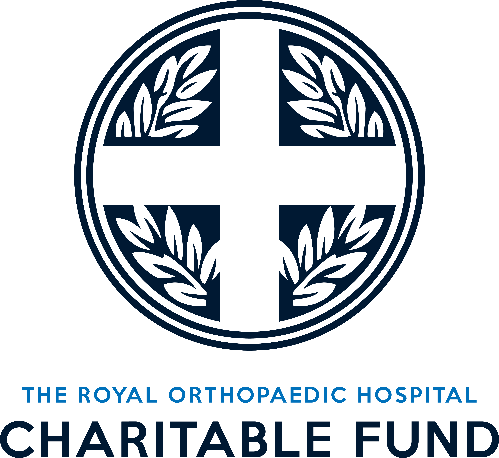 THE ROYAL ORTHOPAEDIC HOSPITAL
CHARITABLE FUND